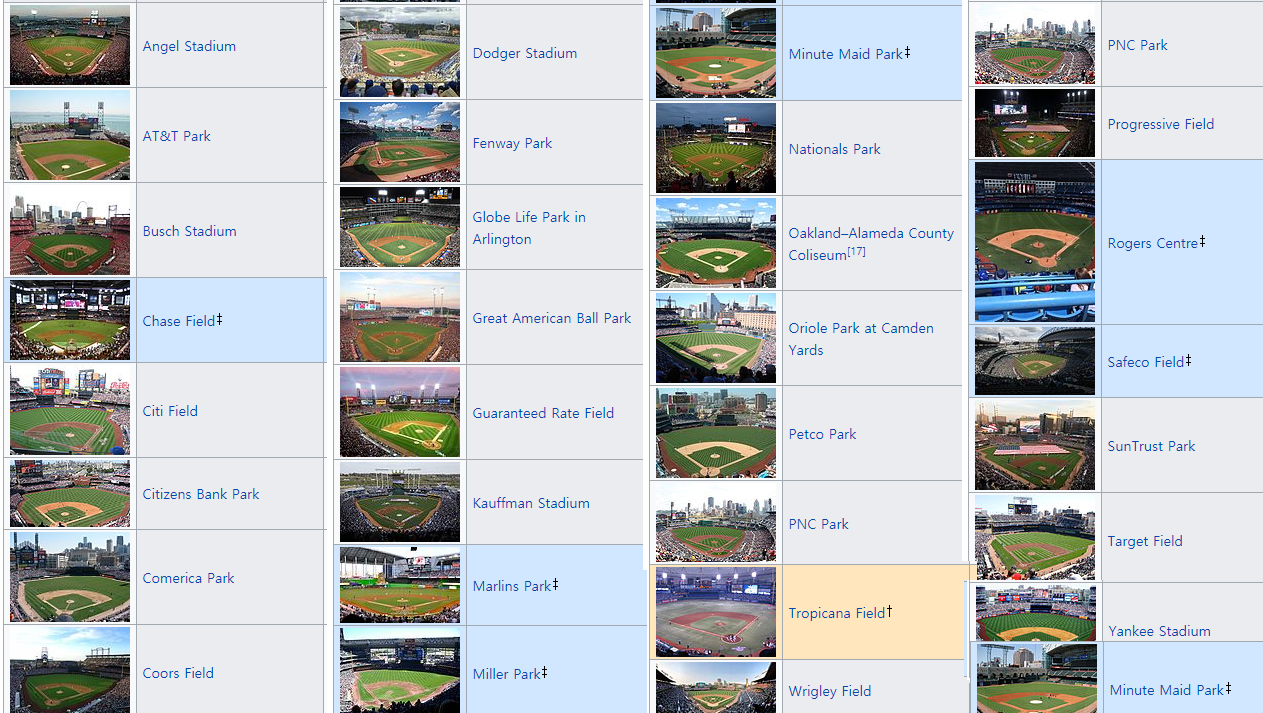 Angel Stadium
AT&T Park
Busch Stadium
Chase Field‡
Citi Field
Citizens Bank Park
Comerica Park
Coors Field
Dodger Stadium
Fenway Park
Globe Life Park in
Arlington
Great American Ball Park
Guaranteed Rate Field
Kauffman Stadium
Marlins Park‡
Miller Park‡
Minute Maid Park‡
Nationals Park
Oakland–Alameda County
Coliseum[17]
Oriole Park at Camden
Yards
Petco Park
PNC Park
Tropicana Field†
Wrigley Field
PNC Park
Progressive Field
Rogers Centre‡
Safeco Field‡
SunTrust Park
Target Field
Yankee Stadium
Minute Maid Park‡